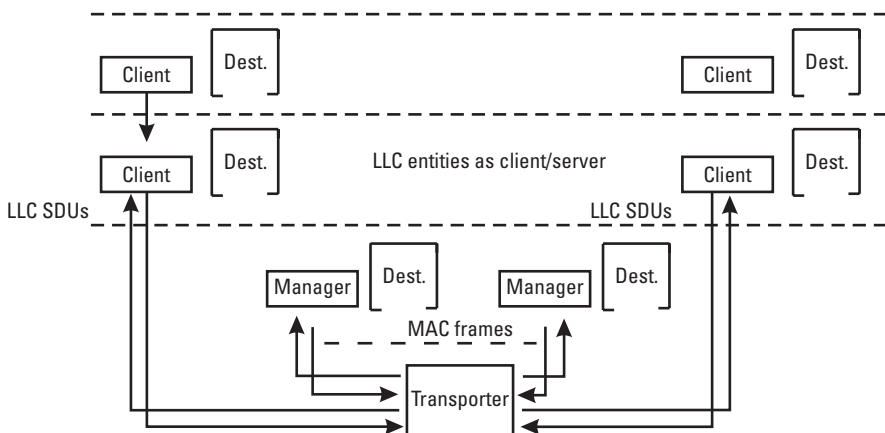 Client
Dest.
Client
Dest.
Client
Dest.
LLC entities as client/server
Client
Dest.
LLC SDUs
LLC SDUs
Manager
Dest.
Manager
Dest.
MAC frames
Transporter